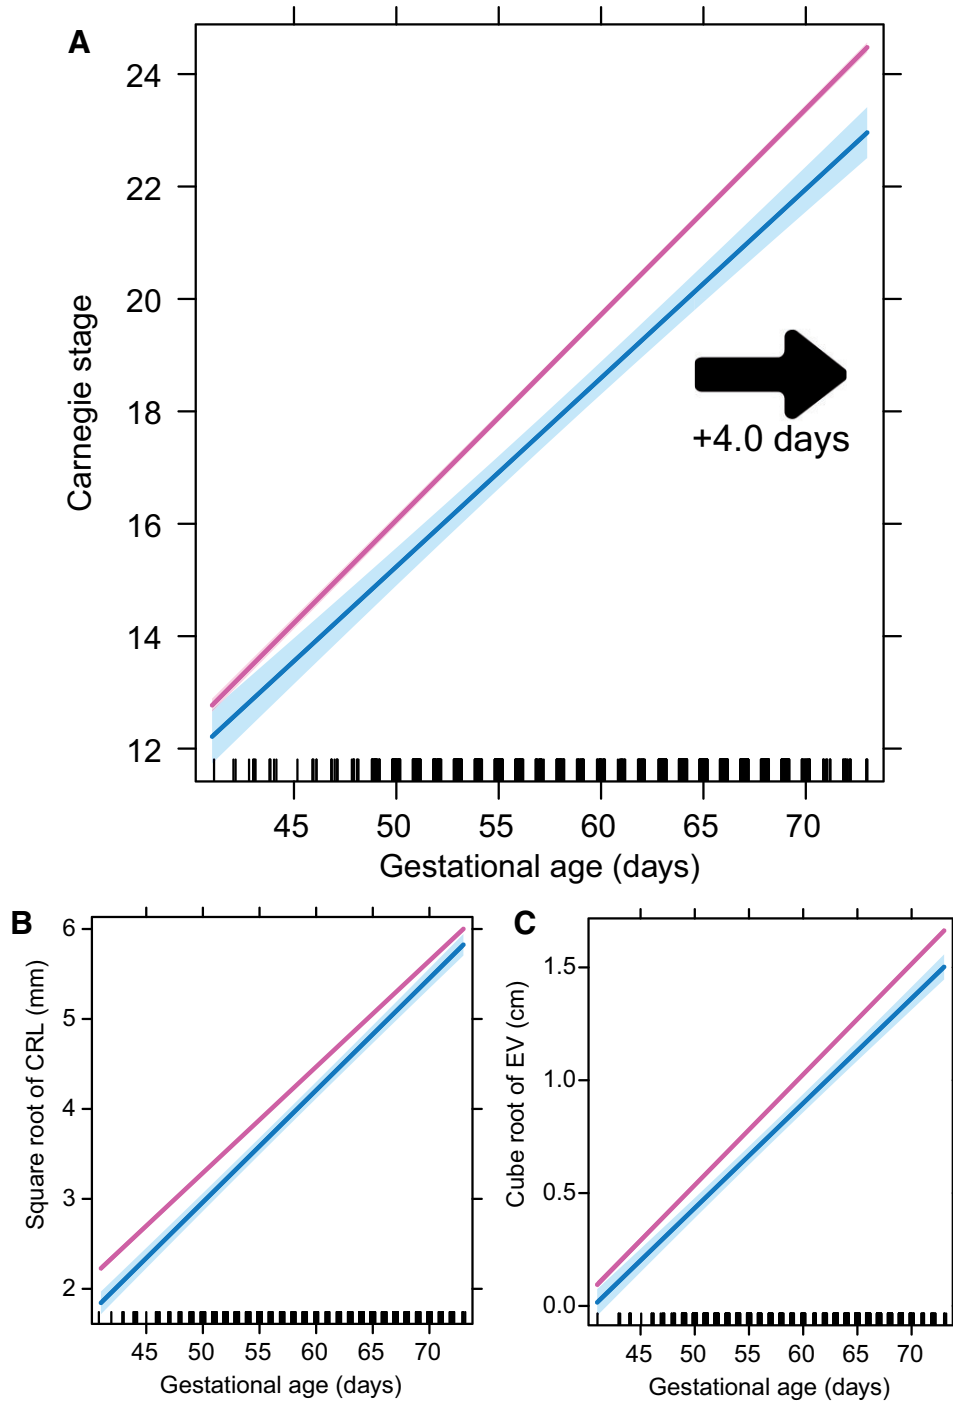 A
24
22
20
18
16
14
12
Carnegie stage
+4.0 days
45 50 55 60 65 70
Gestational age (days)
B
6
5
4
3
2
Square root of CRL (mm)
45 50 55 60 65 70
Gestational age (days)
C
1.5
1.0
0.5
0.0
Cube root of EV (cm)
45 50 55 60 65 70
Gestational age (days)